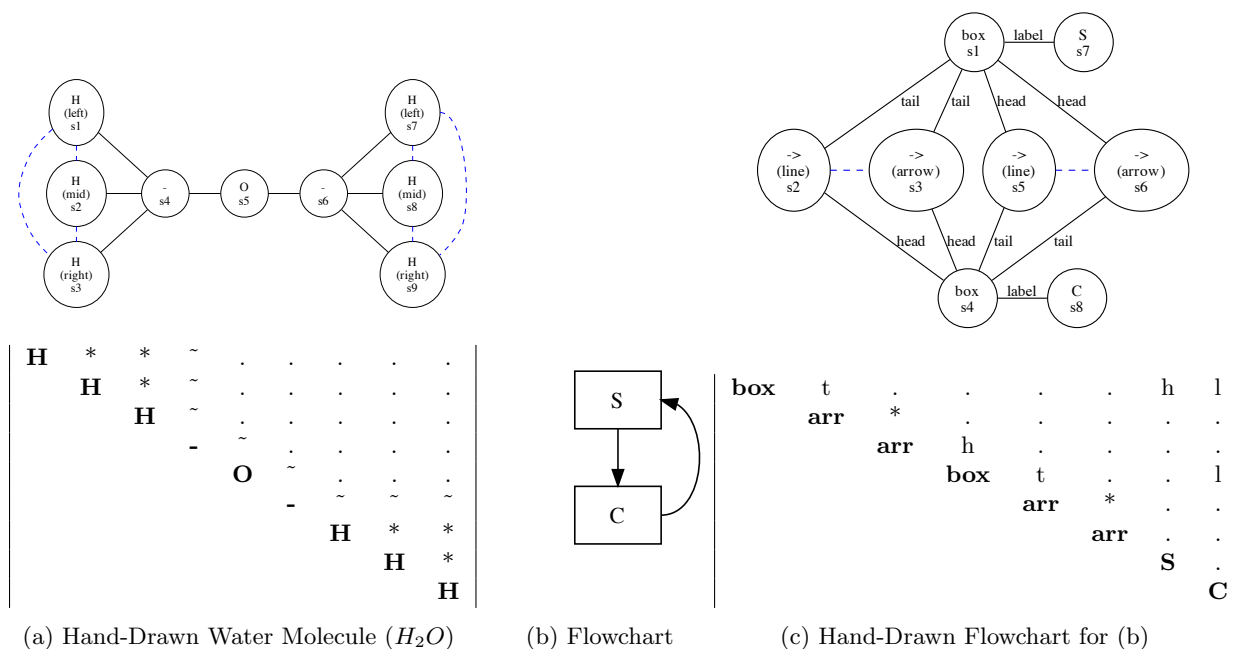 H
(left)
s1
H
(mid)
s2
H
(right)
s3
-
s4
O
s5
-
s6
H
(left)
s7
H
(mid)
s8
H
(right)
s9
box
s1
label
S
s7
tail
tail
head
head
->
(line)
s2
->
(arrow)
s3
->
(line)
s5
->
(arrow)
s6
head
head
tail
tail
box
s4
label
C
s8
H * * ~ . . . . .
H * ~ . . . . .
H ~ . . . . .
- ~ . . . .
O ~ . . .
- ~ ~ ~
H * *
H *
H
(a) Hand-Drawn Water Molecule (H₂O)
S
C
(b) Flowchart
box t . . . . h l
arr * . . . . .
arr h . . . .
box t . . l
arr * . .
arr . .
S .
C
(c) Hand-Drawn Flowchart for (b)